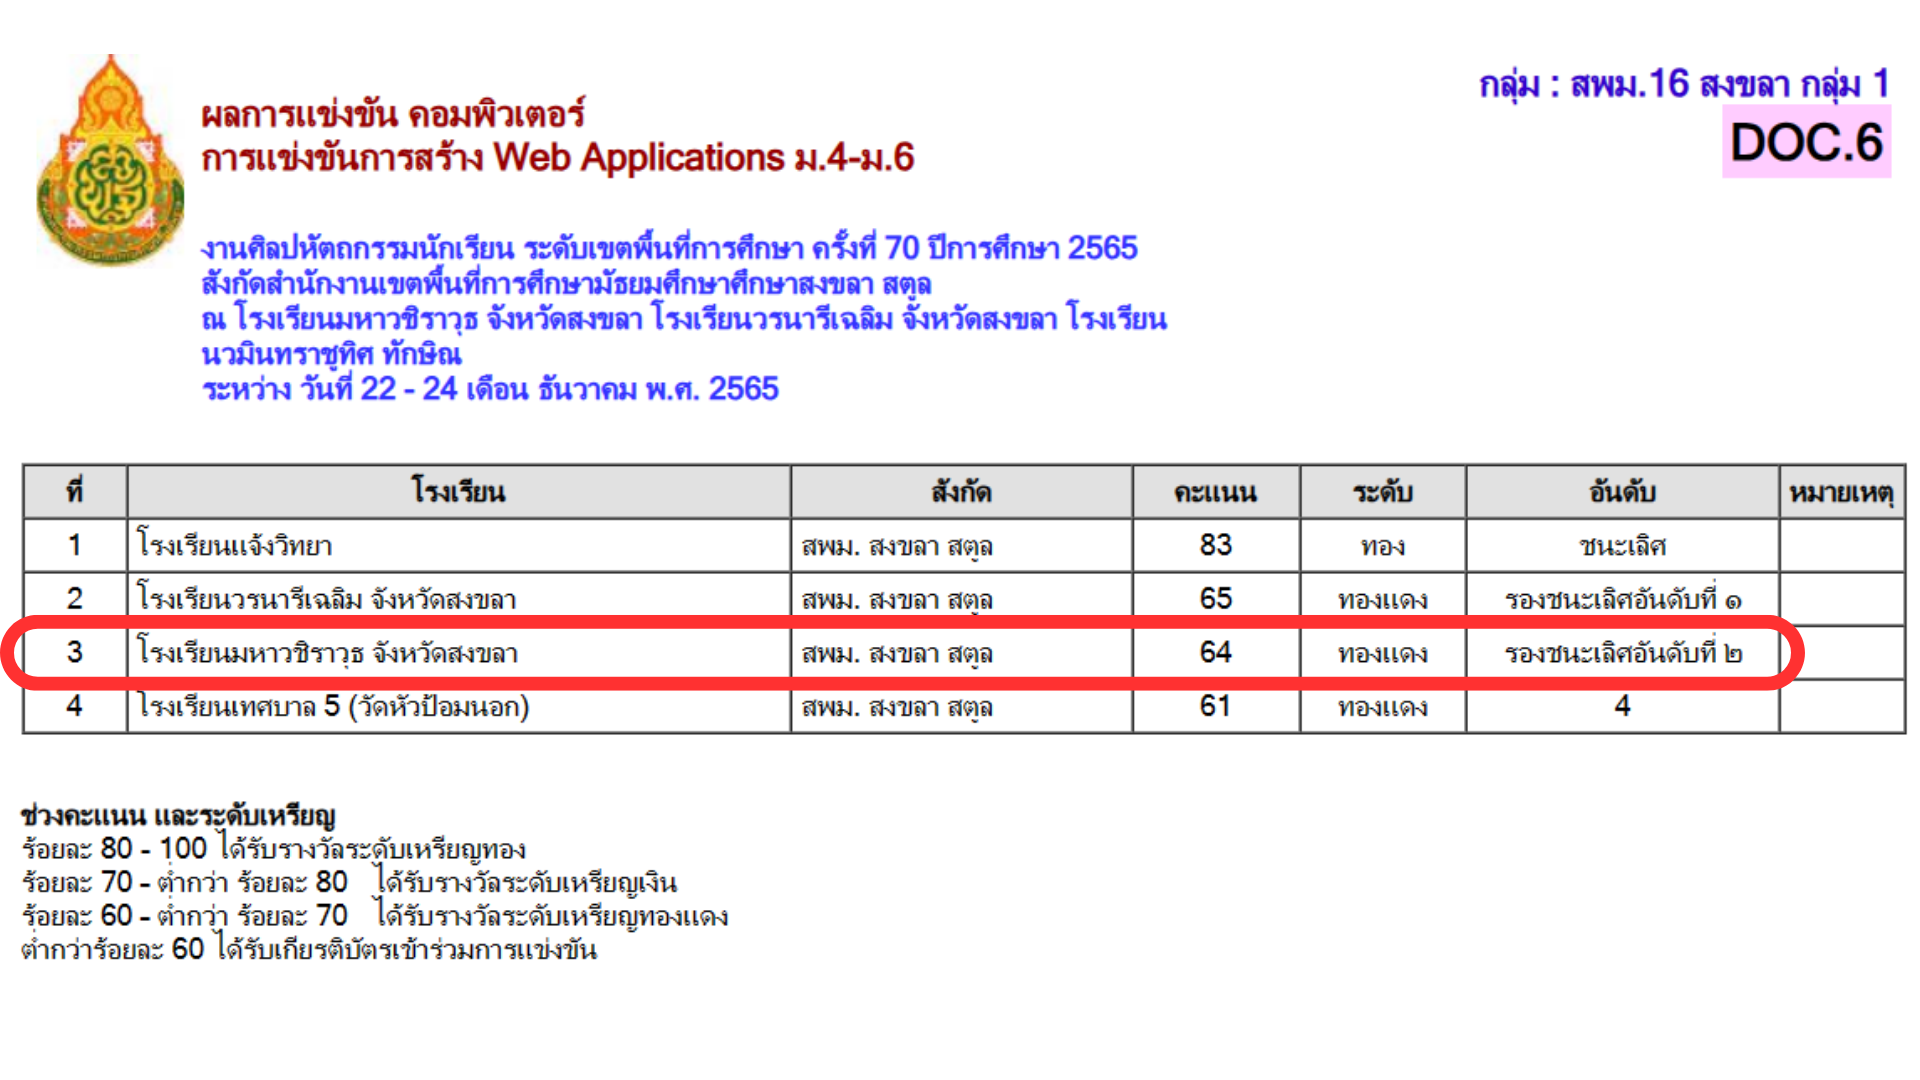 กลุ่ม : สพม.16 สงขลา กลุ่ม 1
DOC.6
ผลการแข่งขัน คอมพิวเตอร์
การแข่งขันการสร้าง Web Applications ม.4-ม.6
งานศิลปหัตถกรรมนักเรียน ระดับเขตพื้นที่การศึกษา ครั้งที่ 70 ปีการศึกษา 2565
สังกัดสำนักงานเขตพื้นที่การศึกษามัธยมศึกษาศึกษาสงขลา สตูล
ณ โรงเรียนมหาวชิราวุธ จังหวัดสงขลา โรงเรียนวรนารีเฉลิม จังหวัดสงขลา โรงเรียน
นวมินทราชูทิศ ทักษิณ
ระหว่าง วันที่ 22 - 24 เดือน ธันวาคม พ.ศ. 2565
ที่ โรงเรียน สังกัด คะแนน ระดับ อันดับ หมายเหตุ
1 โรงเรียนแจ้งวิทยา สพม. สงขลา สตูล 83 ทอง ชนะเลิศ
2 โรงเรียนวรนารีเฉลิม จังหวัดสงขลา สพม. สงขลา สตูล 65 ทองแดง รองชนะเลิศอันดับที่ ๑
3 โรงเรียนมหาวชิราวุธ จังหวัดสงขลา สพม. สงขลา สตูล 64 ทองแดง รองชนะเลิศอันดับที่ ๒
4 โรงเรียนเทศบาล 5 (วัดหัวป้อมนอก) สพม. สงขลา สตูล 61 ทองแดง 4
ช่วงคะแนน และระดับเหรียญ
ร้อยละ 80 - 100 ได้รับรางวัลระดับเหรียญทอง
ร้อยละ 70 - ต่ำกว่า ร้อยละ 80 ได้รับรางวัลระดับเหรียญเงิน
ร้อยละ 60 - ต่ำกว่า ร้อยละ 70 ได้รับรางวัลระดับเหรียญทองแดง
ต่ำกว่าร้อยละ 60 ได้รับเกียรติบัตรเข้าร่วมการแข่งขัน